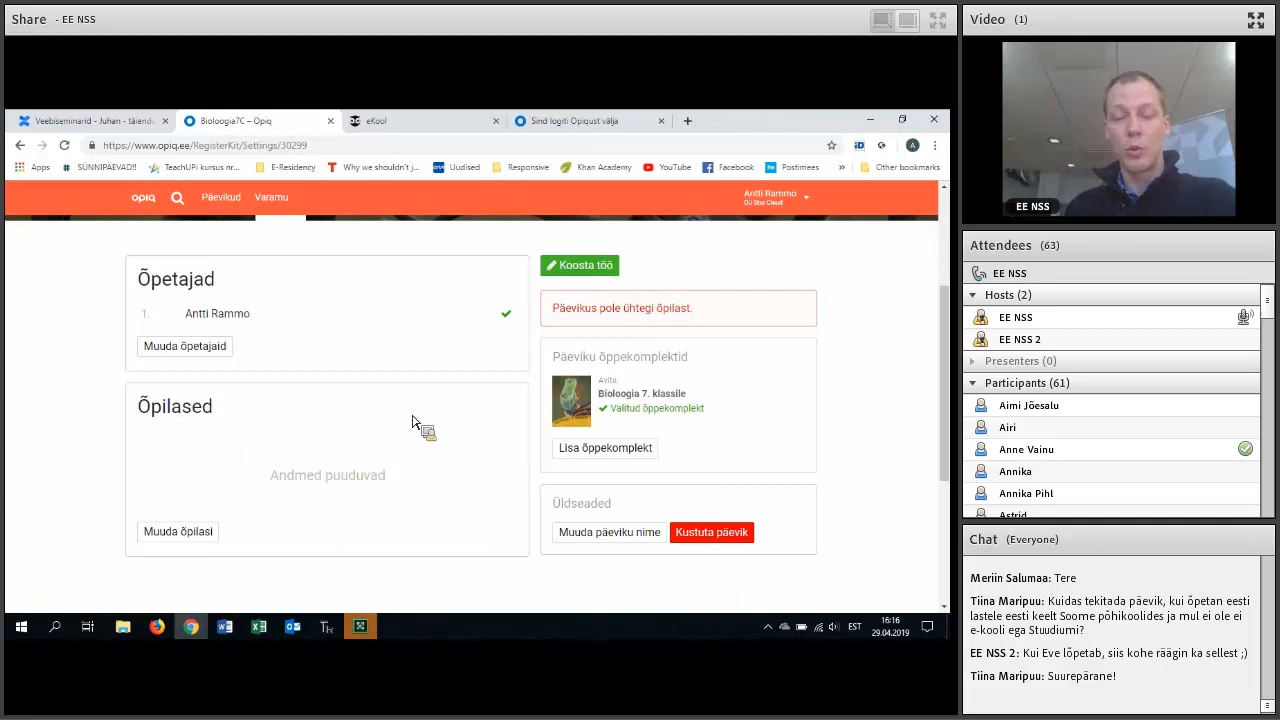 Share - EE NSS
Video (1)
Veebiseminarid - Juhan - täiendu
Bioloogia7C – Opiq
eKool
Sind logiti Opiqust välja
https://www.opiq.ee/RegisterKit/Settings/30299
Apps
SÜNNIPÄEVAD!!
TeachUPi kursus nr...
E-Residency
Why we shouldn't j...
Uudised
Responsive
Khan Academy
YouTube
Facebook
Postimees
Other bookmarks
opiq
Päevikud
Varamu
Antti Rammo
OÜ Star Cloud
Õpetajad
1. Antti Rammo
Muuda õpetajaid
Õpilased
Andmed puuduvad
Muuda õpilasi
Koosta töö
Päevikus pole ühtegi õpilast.
Päeviku õppekomplektid
Avita
Bioloogia 7. klassile
Valitud õppekomplekt
Lisa õppekomplekt
Üldseaded
Muuda päeviku nime
Kustuta päevik
EST
16:16
29.04.2019
EE NSS
Attendees (63)
EE NSS
Hosts (2)
EE NSS
EE NSS 2
Presenters (0)
Participants (61)
Aimi Jõesalu
Airi
Anne Vainu
Annika
Annika Pihl
Astrid
Chat (Everyone)
Meriin Salumaa: Tere
Tiina Maripuu: Kuidas tekitada päevik, kui õpetan eesti
lastele eesti keelt Soome põhikoolides ja mul ei ole ei
e-kooli ega Stuudiumi?
EE NSS 2: Kui Eve lõpetab, siis kohe räägin ka sellest ;)
Tiina Maripuu: Suurepärane!